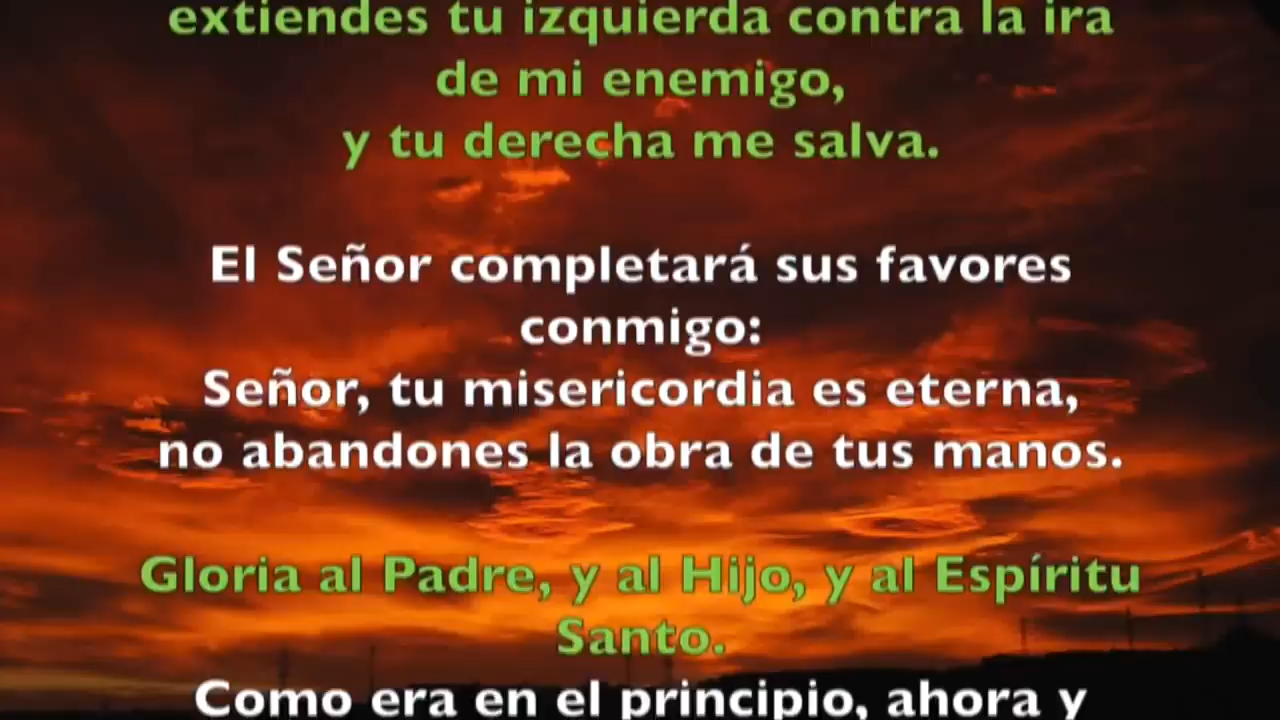 extiendes tu izquierda contra la ira
de mi enemigo,
y tu derecha me salva.
El Señor completará sus favores
conmigo:
Señor, tu misericordia es eterna,
no abandones la obra de tus manos.
Gloria al Padre, y al Hijo, y al Espíritu
Santo.
Como era en el principio, ahora y